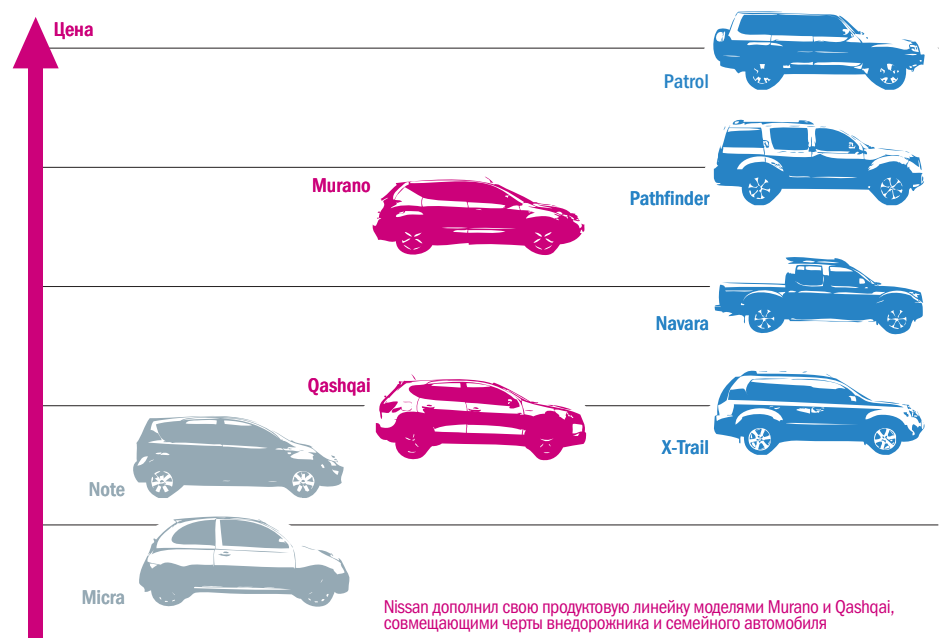 Цена
Patrol
Murano
Pathfinder
Navara
Qashqai
X-Trail
Note
Micra
Nissan дополнил свою продуктовую линейку моделями Murano и Qashqai,
совмещающими черты внедорожника и семейного автомобиля